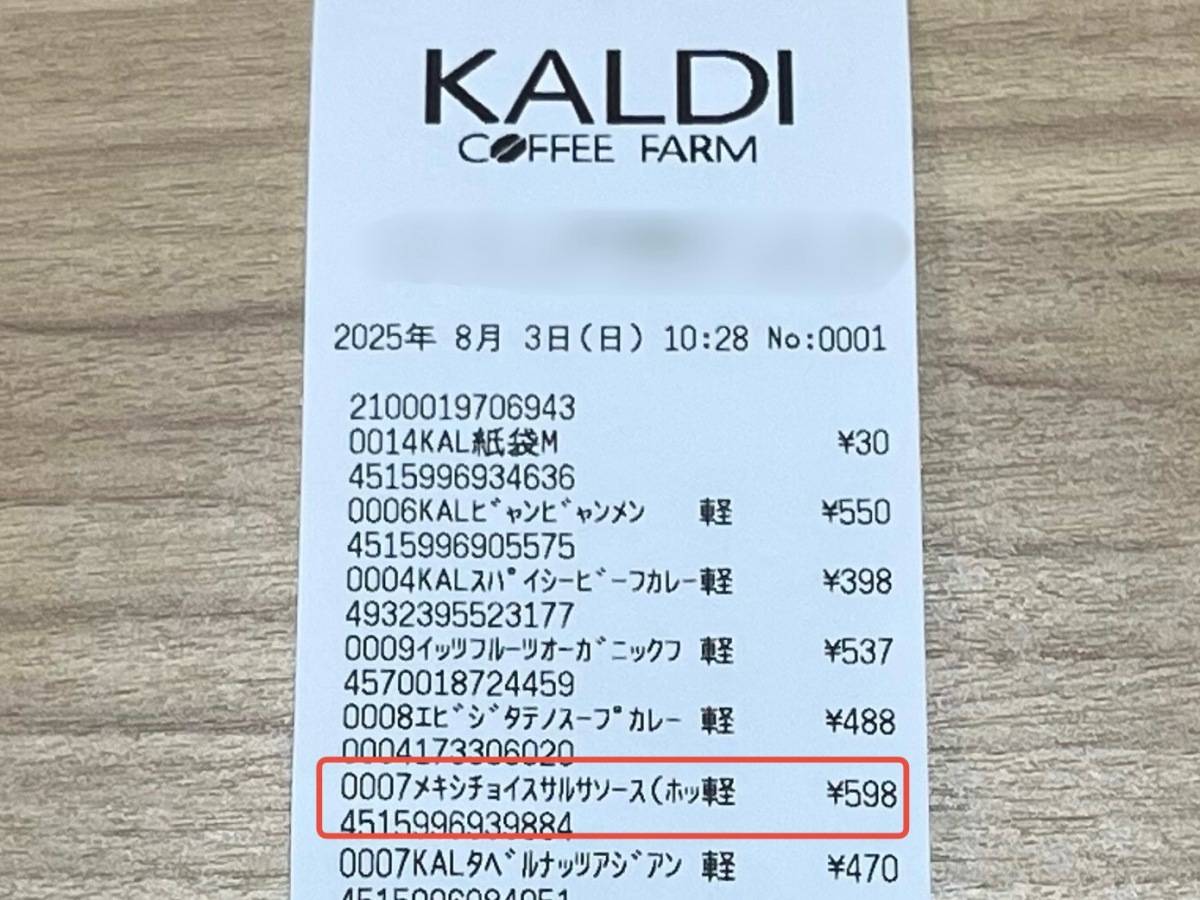 KALDI
COFFEE FARM
2025年 8月 3日(日) 10:28 No:0001
2100019706943
0014KAL紙袋M ¥30
4515996934636
0006KALビャンビャンメン 軽 ¥550
4515996905575
0004KALスパイシービーフカレー軽 ¥398
4932395523177
0009イッツフルーツオーガニックフ 軽 ¥537
4570018724459
0008エビジタテノスープカレー 軽 ¥488
0004173306020
0007メキシチョイスサルサソース(ホッ軽 ¥598
4515996939884
0007KALタベルナッツアジアン 軽 ¥470